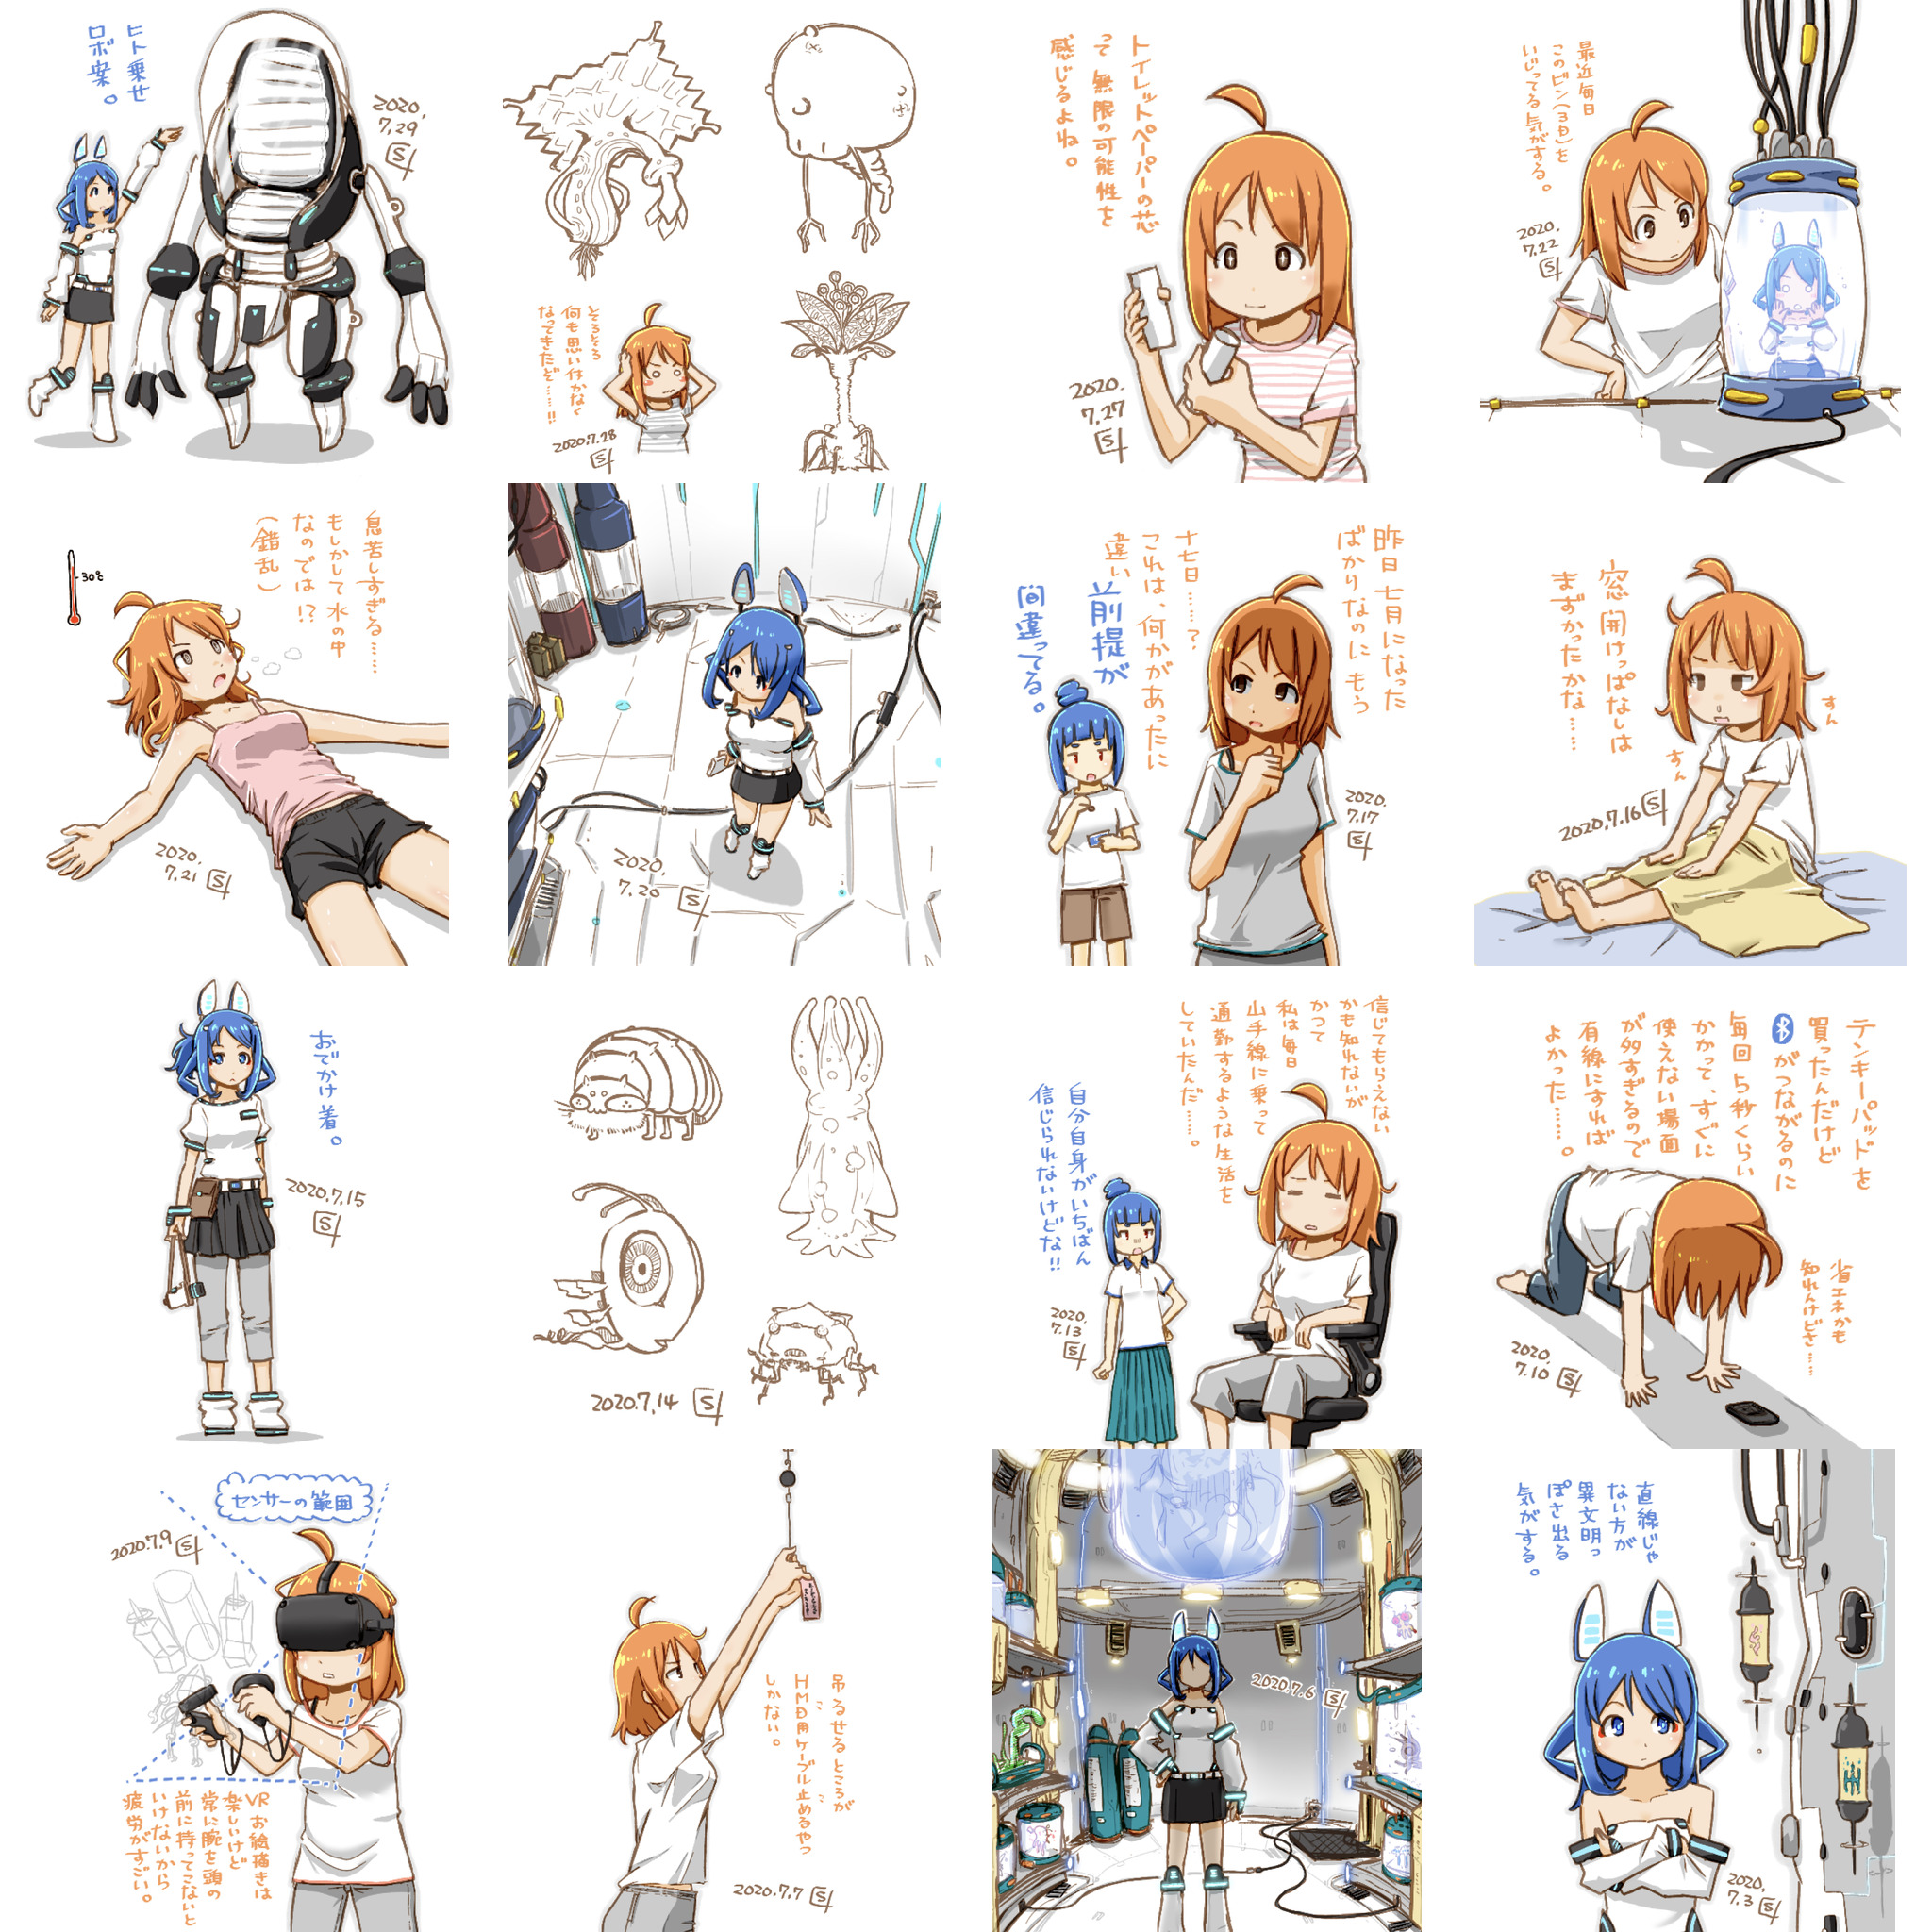 ヒト乗せ
ロボ案。
2020.
7.29
そろそろ
何も思い付かなく
なってきたぞ……!!
2020.7.28
トイレットペーパーの芯
って無限の可能性を
感じるよね。
2020.
7.27
最近毎日
このビン(3D)を
いじってる気がする。
2020.
7.22
30℃
息苦しすぎる……
もしかして水の中
なのでは!?
(錯乱)
2020.
7.21
2020.
7.20
昨日七月になった
ばかりなのにもう
十七日……?
これは、何かがあったに
違い
前提が
間違ってる。
2020.
7.17
窓開けっぱなしは
まずかったかな……
すん
すん
2020.7.16
おでかけ着。
2020.7.15
2020.7.14
信じてもらえない
かも知れないが
かつて
私は毎日
山手線に乗って
通勤するような生活を
していたんだ……。
自分自身がいちばん
信じられないけどな!!
2020.
7.13
テンキーパッドを
買ったんだけど
がつながるのに
毎回5秒くらい
かかって、すぐに
使えない場面
が多すぎるので
有線にすれば
よかった……。
省エネかも
知れんけどさ……
2020.
7.10
センサーの範囲
2020.7.9
VRお絵描きは
楽しいけど
常に腕を頭の
前に持ってこないと
いけないから
疲労がすごい。
吊るせるところが
HMD用ケーブル止めるやつ
しかない。
2020.7.7
2020.7.6
直線じゃ
ない方が
異文明っ
ぽさ出る
気がする。
2020.
7.3